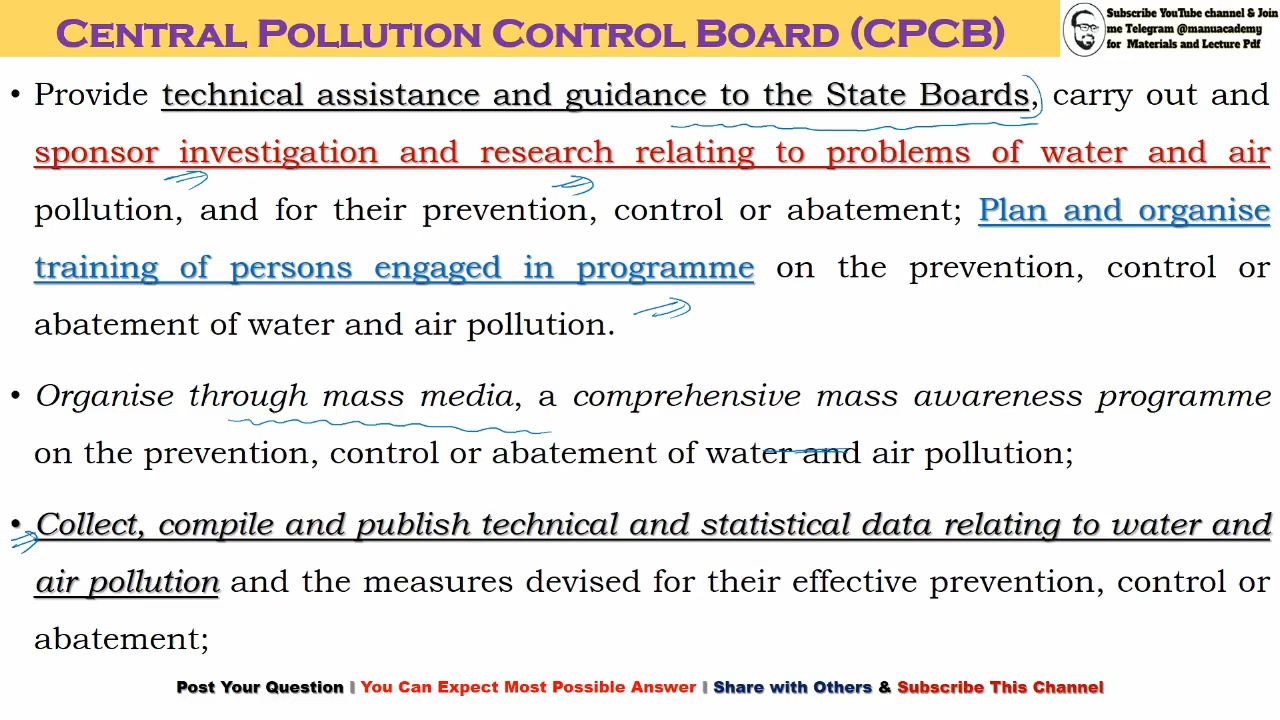 CENTRAL POLLUTION CONTROL BOARD (CPCB)
Subscribe YouTube channel & Join
me Telegram @manuacademy
for Materials and Lecture Pdf
• Provide technical assistance and guidance to the State Boards, carry out and
sponsor investigation and research relating to problems of water and air
pollution, and for their prevention, control or abatement; Plan and organise
training of persons engaged in programme on the prevention, control or
abatement of water and air pollution.
• Organise through mass media, a comprehensive mass awareness programme
on the prevention, control or abatement of water and air pollution;
• Collect, compile and publish technical and statistical data relating to water and
air pollution and the measures devised for their effective prevention, control or
abatement;
Post Your Question | You Can Expect Most Possible Answer | Share with Others & Subscribe This Channel